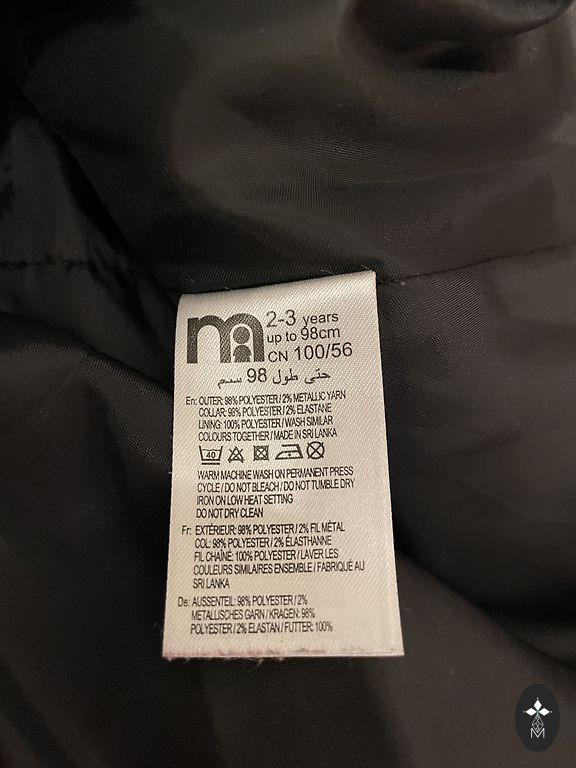 2-3 years
up to 98cm
CN 100/56
حتى طول 98 سم
En: OUTER: 98% POLYESTER / 2% METALLIC YARN
COLLAR: 98% POLYESTER / 2% ELASTANE
LINING: 100% POLYESTER / WASH SIMILAR
COLOURS TOGETHER / MADE IN SRI LANKA
40
WARM MACHINE WASH ON PERMANENT PRESS
CYCLE / DO NOT BLEACH / DO NOT TUMBLE DRY
IRON ON LOW HEAT SETTING
DO NOT DRY CLEAN
Fr: EXTÉRIEUR: 98% POLYESTER / 2% FIL MÉTAL
COL: 98% POLYESTER / 2% ÉLASTHANNE
FIL CHAÎNE: 100% POLYESTER / LAVER LES
COULEURS SIMILAIRES ENSEMBLE / FABRIQUÉ AU
SRI LANKA
De: AUSSENTEIL: 98% POLYESTER / 2%
METALLISCHES GARN / KRAGEN: 98%
POLYESTER / 2% ELASTAN / FUTTER: 100%
M